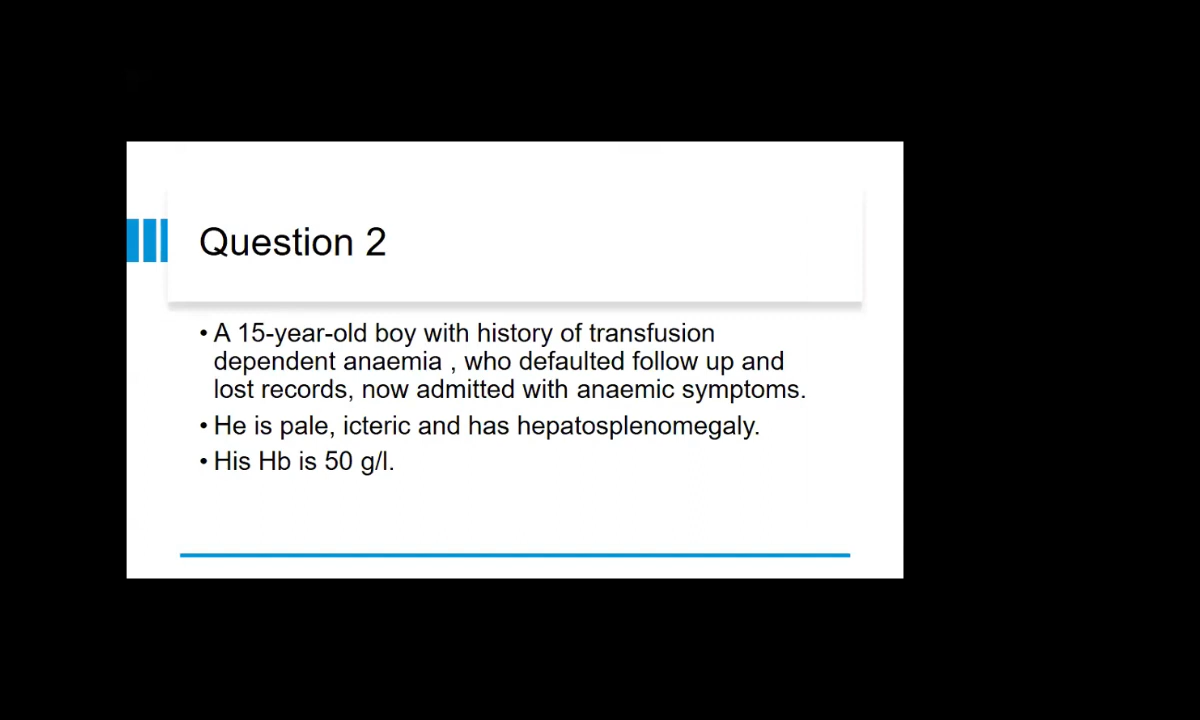 Question 2
• A 15-year-old boy with history of transfusion
dependent anaemia , who defaulted follow up and
lost records, now admitted with anaemic symptoms.
• He is pale, icteric and has hepatosplenomegaly.
• His Hb is 50 g/l.